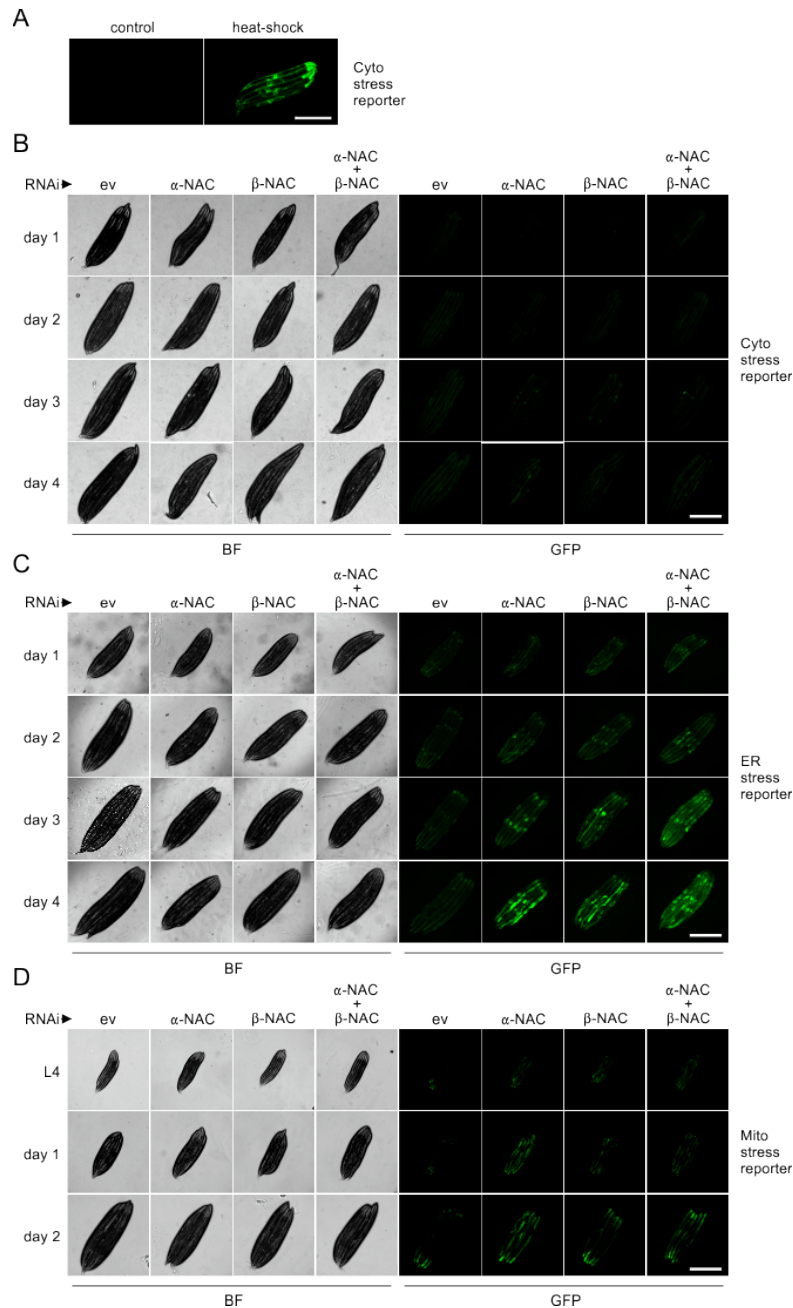 A
control heat-shock
Cyto
stress
reporter
B
RNAi ev α-NAC β-NAC α-NAC
+
β-NAC ev α-NAC β-NAC α-NAC
+
β-NAC
day 1
day 2
day 3
day 4
Cyto
stress
reporter
BF GFP
C
RNAi ev α-NAC β-NAC α-NAC
+
β-NAC ev α-NAC β-NAC α-NAC
+
β-NAC
day 1
day 2
day 3
day 4
ER
stress
reporter
BF GFP
D
RNAi ev α-NAC β-NAC α-NAC
+
β-NAC ev α-NAC β-NAC α-NAC
+
β-NAC
L4
day 1
day 2
Mito
stress
reporter
BF GFP